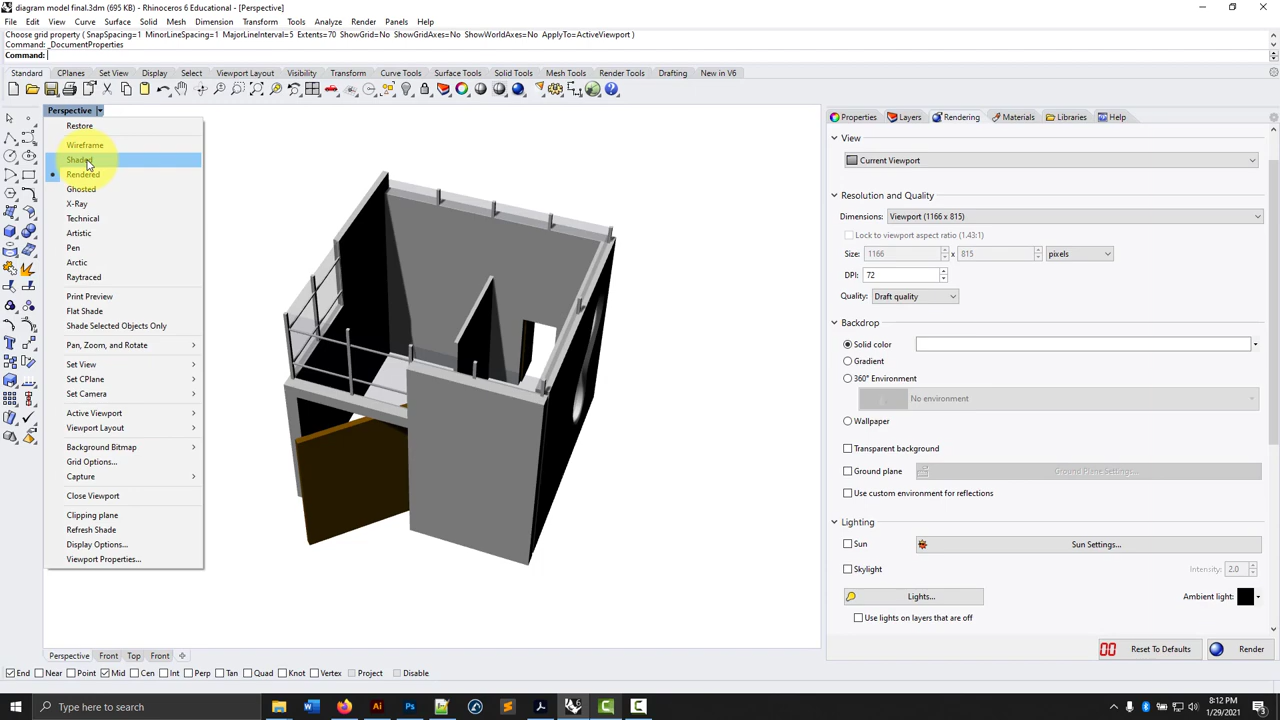 diagram model final.3dm (695 KB) - Rhinoceros 6 Educational - [Perspective]
File Edit View Curve Surface Solid Mesh Dimension Transform Tools Analyze Render Panels Help
Choose grid property ( SnapSpacing=1 MinorLineSpacing=1 MajorLineInterval=5 Extents=70 ShowGrid=No ShowGridAxes=No ShowWorldAxes=No ApplyTo=ActiveViewport )
Command: _DocumentProperties
Command:
Standard CPlanes Set View Display Select Viewport Layout Visibility Transform Curve Tools Surface Tools Solid Tools Mesh Tools Render Tools Drafting New in V6
Perspective
Restore
Wireframe
Shaded
Rendered
Ghosted
X-Ray
Technical
Artistic
Pen
Arctic
Raytraced
Print Preview
Flat Shade
Shade Selected Objects Only
Pan, Zoom, and Rotate
Set View
Set CPlane
Set Camera
Active Viewport
Viewport Layout
Background Bitmap
Grid Options...
Capture
Close Viewport
Clipping plane
Refresh Shade
Display Options...
Viewport Properties...
Properties Layers Rendering Materials Libraries Help
View
Current Viewport
Resolution and Quality
Dimensions: Viewport (1166 x 815)
Lock to viewport aspect ratio (1.43:1)
Size: 1166 x 815 pixels
DPI: 72
Quality: Draft quality
Backdrop
Solid color
Gradient
360° Environment
No environment
Wallpaper
Transparent background
Ground plane Ground Plane Settings...
Use custom environment for reflections
Lighting
Sun Sun Settings...
Skylight Intensity: 2.0
Lights... Ambient light:
Use lights on layers that are off
Reset To Defaults Render
Perspective Front Top Front
End Near Point Mid Cen Int Perp Tan Quad Knot Vertex Project Disable
Type here to search
8:12 PM
1/29/2021